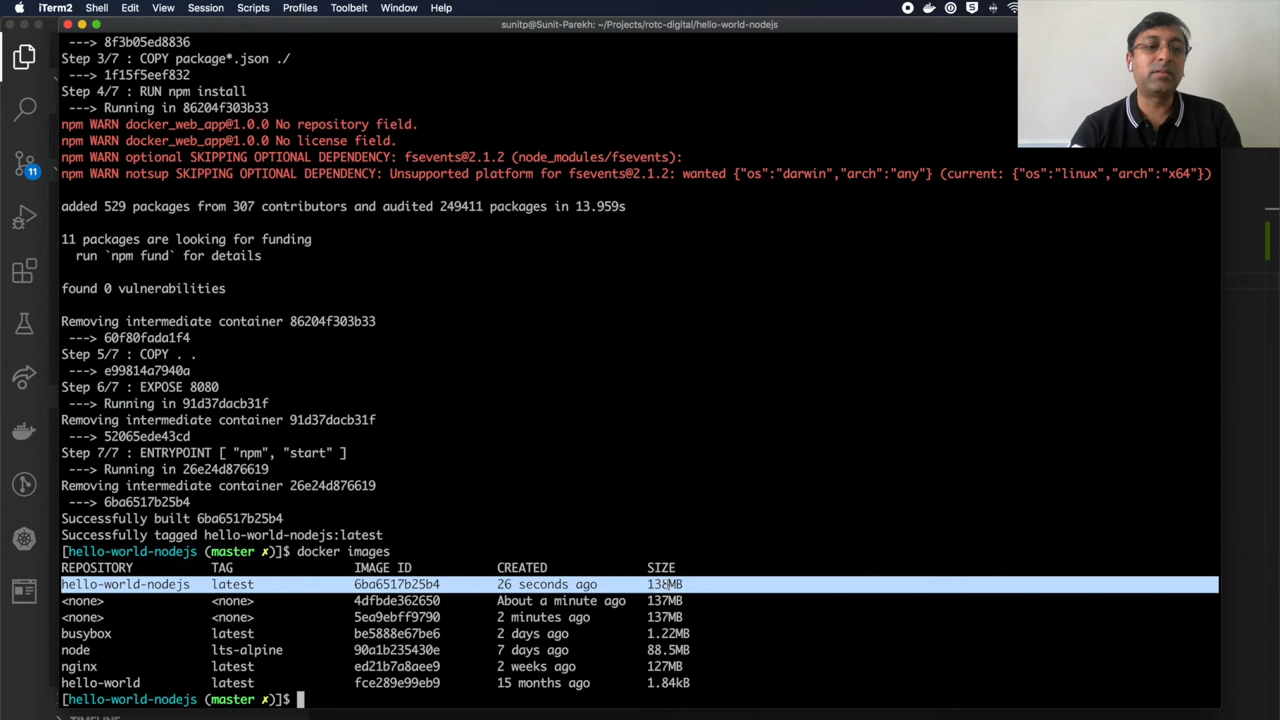 iTerm2 Shell Edit View Session Scripts Profiles Toolbelt Window Help
sunitp@Sunit-Parekh: ~/Projects/rotc-digital/hello-world-nodejs
---> 8f3b05ed8836
Step 3/7 : COPY package*.json ./
---> 1f15f5eef832
Step 4/7 : RUN npm install
---> Running in 86204f303b33
npm WARN docker_web_app@1.0.0 No repository field.
npm WARN docker_web_app@1.0.0 No license field.
npm WARN optional SKIPPING OPTIONAL DEPENDENCY: fsevents@2.1.2 (node_modules/fsevents):
npm WARN notsup SKIPPING OPTIONAL DEPENDENCY: Unsupported platform for fsevents@2.1.2: wanted {"os":"darwin","arch":"any"} (current: {"os":"linux","arch":"x64"})
added 529 packages from 307 contributors and audited 249411 packages in 13.959s
11 packages are looking for funding
run `npm fund` for details
found 0 vulnerabilities
Removing intermediate container 86204f303b33
---> 60f80fada1f4
Step 5/7 : COPY . .
---> e99814a7940a
Step 6/7 : EXPOSE 8080
---> Running in 91d37dacb31f
Removing intermediate container 91d37dacb31f
---> 52065ede43cd
Step 7/7 : ENTRYPOINT [ "npm", "start" ]
---> Running in 26e24d876619
Removing intermediate container 26e24d876619
---> 6ba6517b25b4
Successfully built 6ba6517b25b4
Successfully tagged hello-world-nodejs:latest
[hello-world-nodejs (master ✗)]$ docker images
REPOSITORY TAG IMAGE ID CREATED SIZE
hello-world-nodejs latest 6ba6517b25b4 26 seconds ago 138MB
<none> <none> 4dfbde362650 About a minute ago 137MB
<none> <none> 5ea9ebff9790 2 minutes ago 137MB
busybox latest be5888e67be6 2 days ago 1.22MB
node lts-alpine 90a1b235430e 7 days ago 88.5MB
nginx latest ed21b7a8aee9 2 weeks ago 127MB
hello-world latest fce289e99eb9 15 months ago 1.84kB
[hello-world-nodejs (master ✗)]$
11
TIMELINE